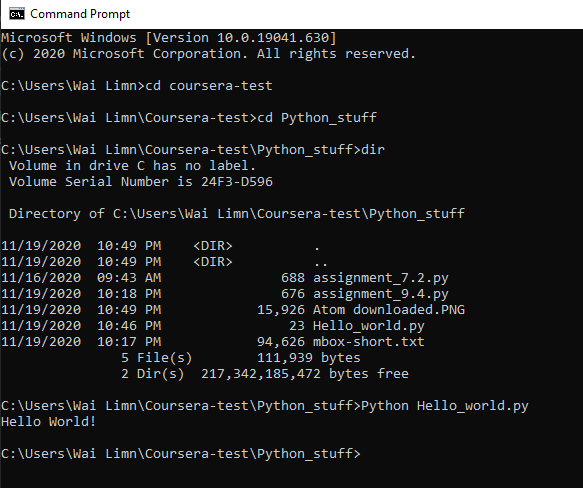 Command Prompt
Microsoft Windows [Version 10.0.19041.630]
(c) 2020 Microsoft Corporation. All rights reserved.
C:\Users\Wai Limn>cd coursera-test
C:\Users\Wai Limn\Coursera-test>cd Python_stuff
C:\Users\Wai Limn\Coursera-test\Python_stuff>dir
 Volume in drive C has no label.
 Volume Serial Number is 24F3-D596
 Directory of C:\Users\Wai Limn\Coursera-test\Python_stuff
11/19/2020  10:49 PM    <DIR>          .
11/19/2020  10:49 PM    <DIR>          ..
11/16/2020  09:43 AM               688 assignment_7.2.py
11/19/2020  10:18 PM               676 assignment_9.4.py
11/19/2020  10:49 PM            15,926 Atom downloaded.PNG
11/19/2020  10:46 PM                23 Hello_world.py
11/19/2020  10:17 PM            94,626 mbox-short.txt
               5 File(s)        111,939 bytes
               2 Dir(s)  217,342,185,472 bytes free
C:\Users\Wai Limn\Coursera-test\Python_stuff>Python Hello_world.py
Hello World!
C:\Users\Wai Limn\Coursera-test\Python_stuff>